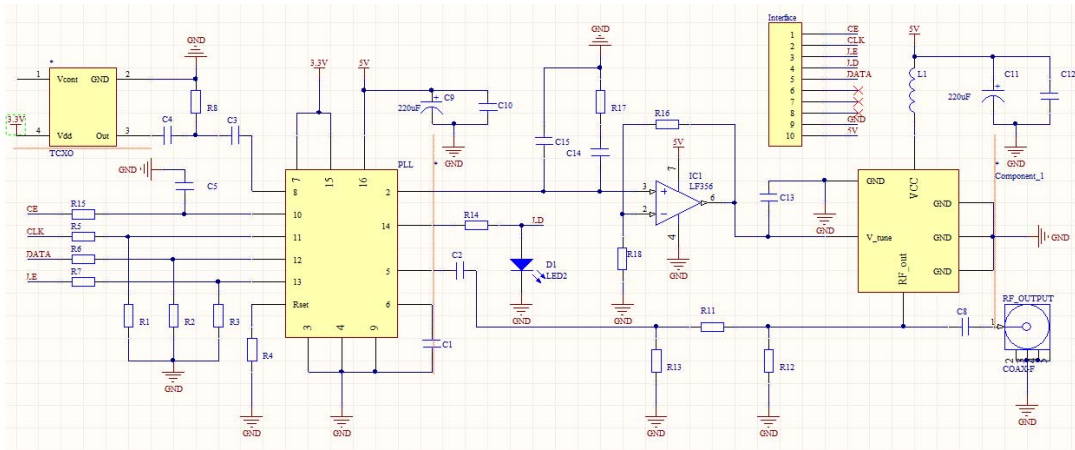 Interface
GND
1 CE
5V
GND
2 CLK
3 LE
3.3V
5V
4 LD
1 Vcont GND 2
5 DATA
L1
C11
C12
R8
C9
6
220uF
R17
7
C4
C3
220uF
C10
R16
8
3.3V
4 Vdd Out 3
9 GND
5V
10 5V
TCXO
C15
C14
GND
GND
GND
PLL
7
IC1
LF356
Component_1
C5
7 15 16
8
2
3
6
C13
GND
VCC
CE
R15
10
2
GND
CLK
R5
11
14
R14
LD
4
GND
V_tune
GND
GND
DATA
R6
12
C2
R18
D1
LED2
GND
RF_out
GND
LE
R7
13
5
Rset
6
GND
GND
RF_OUTPUT
R1
R2
R3
R11
C8
1
R4
3 4 9
C1
R13
R12
2 3 4 5
COAX-F
GND
GND
GND
GND
GND
GND